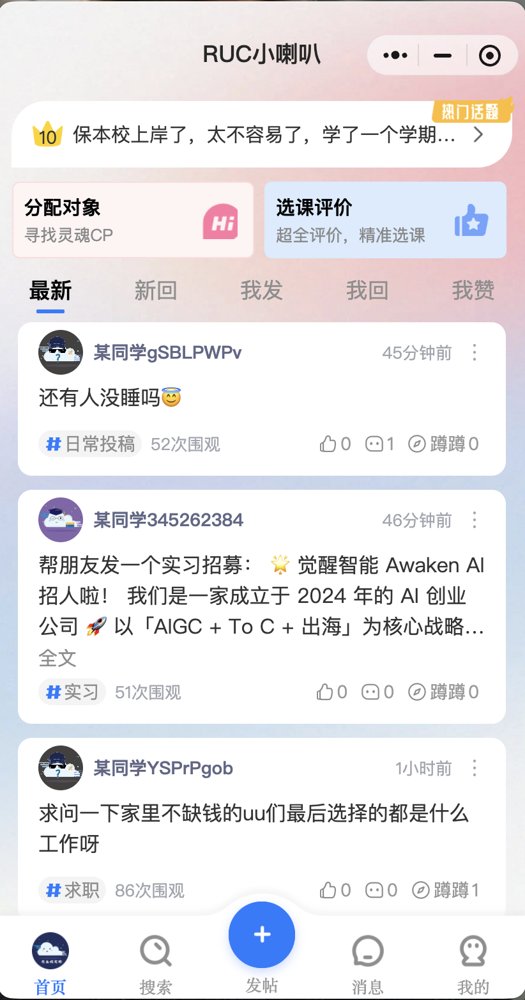 RUC小喇叭
热门话题
10 保本校上岸了，太不容易了，学了一个学期...
分配对象
寻找灵魂CP
Hi
选课评价
超全评价，精准选课
最新 新回 我发 我回 我赞
某同学gSBLPWPv 45分钟前
还有人没睡吗😇
#日常投稿 52次围观 0 1 蹲蹲0
某同学345262384 46分钟前
帮朋友发一个实习招募： 🌟 觉醒智能 Awaken AI
招人啦！ 我们是一家成立于 2024 年的 AI 创业
公司 🚀 以「AIGC + To C + 出海」为核心战略...
全文
#实习 51次围观 0 0 蹲蹲0
某同学YSPrPgob 1小时前
求问一下家里不缺钱的uu们最后选择的都是什么
工作呀
#求职 86次围观 0 0 蹲蹲1
首页 搜索 发帖 消息 我的